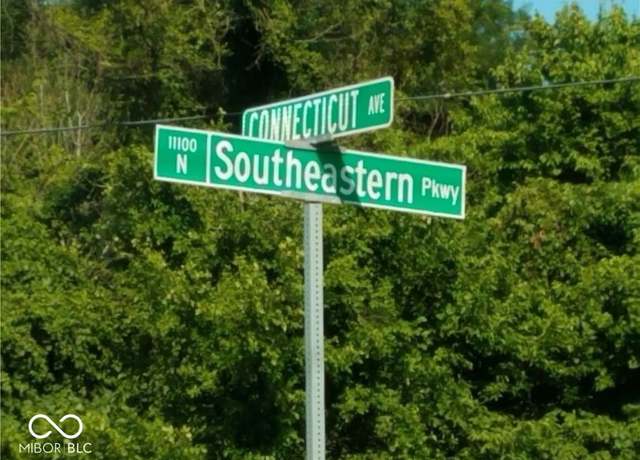 CONNECTICUT AVE
11100
N
Southeastern Pkwy
MIBOR BLC